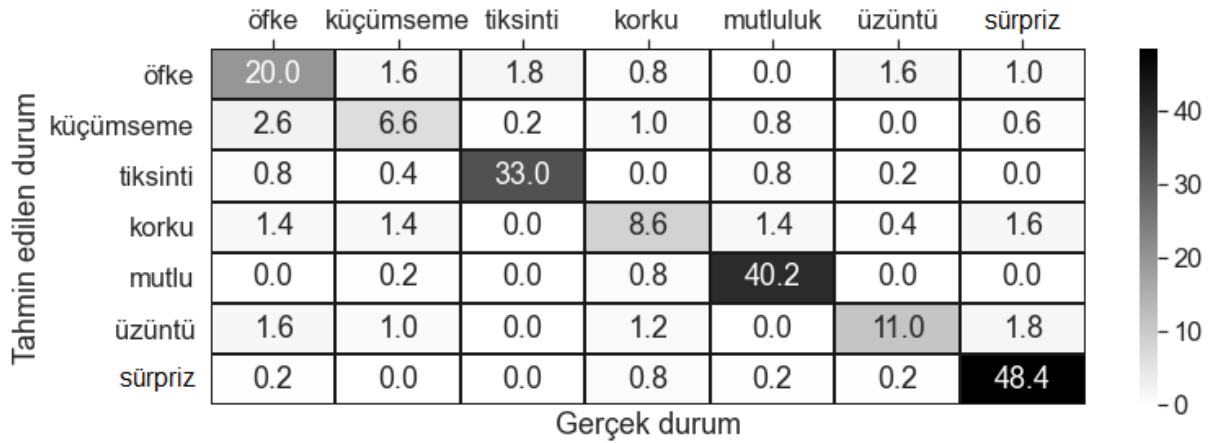 öfke küçümseme tiksinti korku mutluluk üzüntü sürpriz
öfke 20.0 1.6 1.8 0.8 0.0 1.6 1.0
küçümseme 2.6 6.6 0.2 1.0 0.8 0.0 0.6
tiksinti 0.8 0.4 33.0 0.0 0.8 0.2 0.0
korku 1.4 1.4 0.0 8.6 1.4 0.4 1.6
mutlu 0.0 0.2 0.0 0.8 40.2 0.0 0.0
üzüntü 1.6 1.0 0.0 1.2 0.0 11.0 1.8
sürpriz 0.2 0.0 0.0 0.8 0.2 0.2 48.4
Tahmin edilen durum
Gerçek durum
40
30
20
10
0